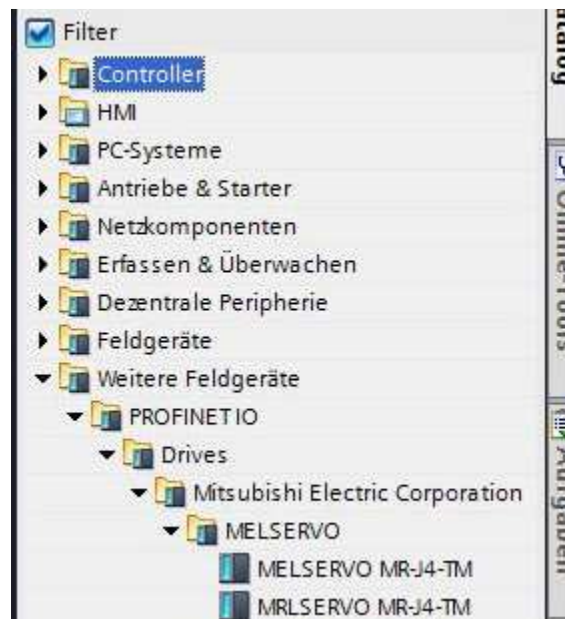 Filter
Controller
HMI
PC-Systeme
Antriebe & Starter
Netzkomponenten
Erfassen & Überwachen
Dezentrale Peripherie
Feldgeräte
Weitere Feldgeräte
PROFINET IO
Drives
Mitsubishi Electric Corporation
MELSERVO
MELSERVO MR-J4-TM
MRLSERVO MR-J4-TM